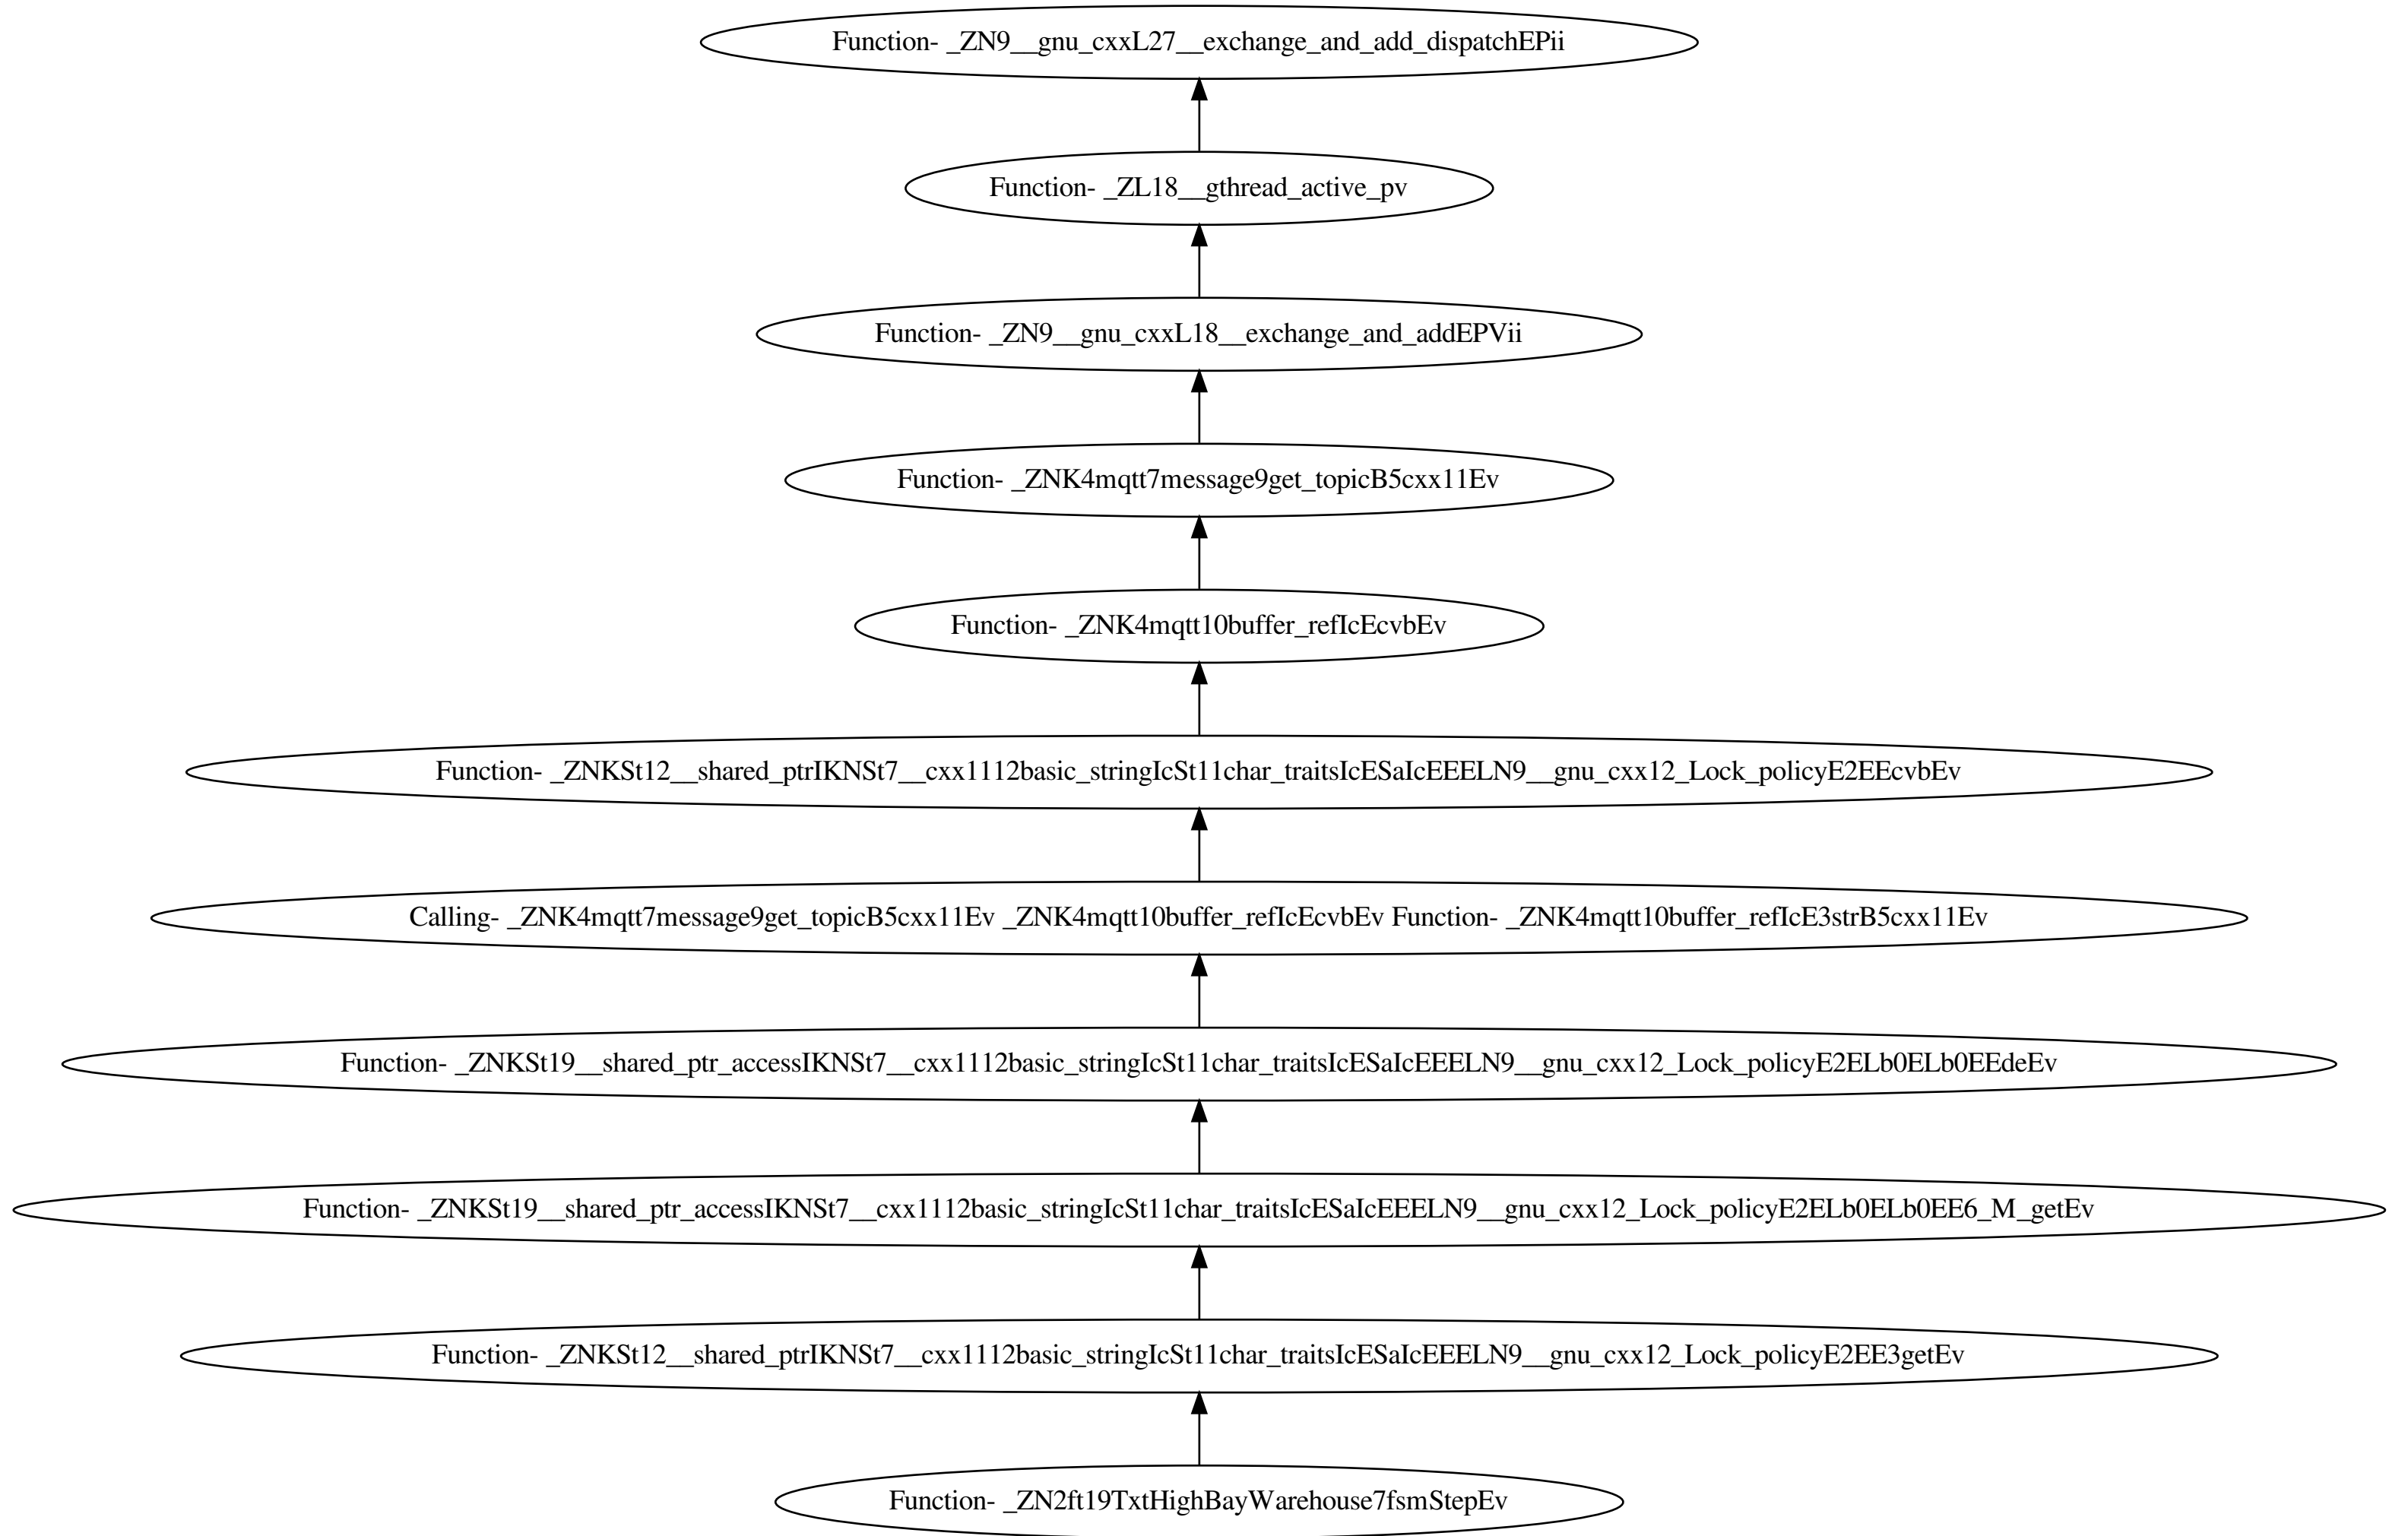 Function- _ZN9__gnu_cxxL27__exchange_and_add_dispatchEPii
Function- _ZL18__gthread_active_pv
Function- _ZN9__gnu_cxxL18__exchange_and_addEPVii
Function- _ZNK4mqtt7message9get_topicB5cxx11Ev
Function- _ZNK4mqtt10buffer_refIcEcvbEv
Function- _ZNKSt12__shared_ptrIKNSt7__cxx1112basic_stringIcSt11char_traitsIcESaIcEEELN9__gnu_cxx12_Lock_policyE2EEcvbEv
Calling- _ZNK4mqtt7message9get_topicB5cxx11Ev _ZNK4mqtt10buffer_refIcEcvbEv Function- _ZNK4mqtt10buffer_refIcE3strB5cxx11Ev
Function- _ZNKSt19__shared_ptr_accessIKNSt7__cxx1112basic_stringIcSt11char_traitsIcESaIcEEELN9__gnu_cxx12_Lock_policyE2ELb0ELb0EEdeEv
Function- _ZNKSt19__shared_ptr_accessIKNSt7__cxx1112basic_stringIcSt11char_traitsIcESaIcEEELN9__gnu_cxx12_Lock_policyE2ELb0ELb0EE6_M_getEv
Function- _ZNKSt12__shared_ptrIKNSt7__cxx1112basic_stringIcSt11char_traitsIcESaIcEEELN9__gnu_cxx12_Lock_policyE2EE3getEv
Function- _ZN2ft19TxtHighBayWarehouse7fsmStepEv